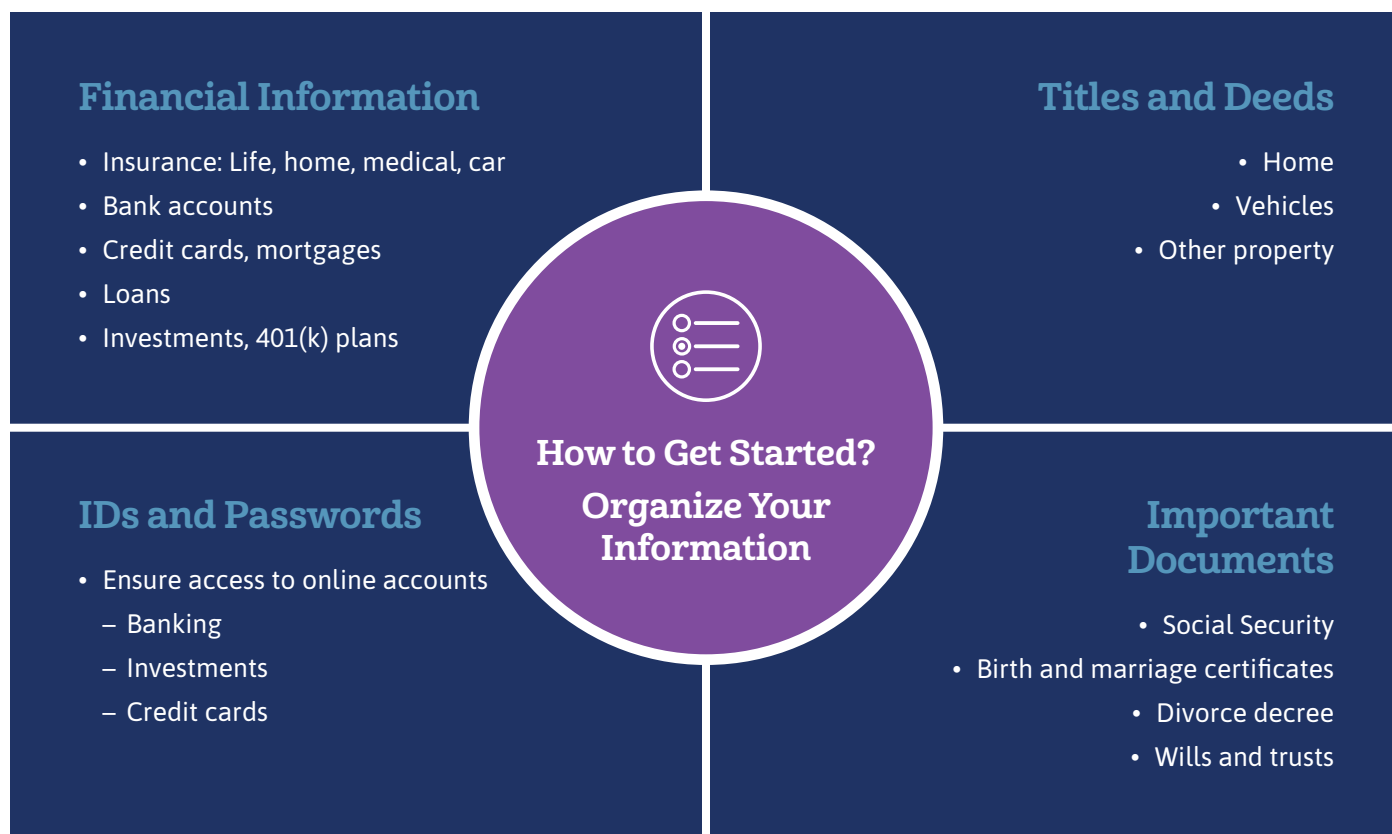 Financial Information
• Insurance: Life, home, medical, car
• Bank accounts
• Credit cards, mortgages
• Loans
• Investments, 401(k) plans
Titles and Deeds
• Home
• Vehicles
• Other property
How to Get Started?
Organize Your
Information
IDs and Passwords
• Ensure access to online accounts
– Banking
– Investments
– Credit cards
Important
Documents
• Social Security
• Birth and marriage certificates
• Divorce decree
• Wills and trusts